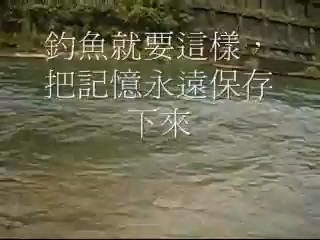 釣魚就要這樣，
把記憶永遠保存
下來